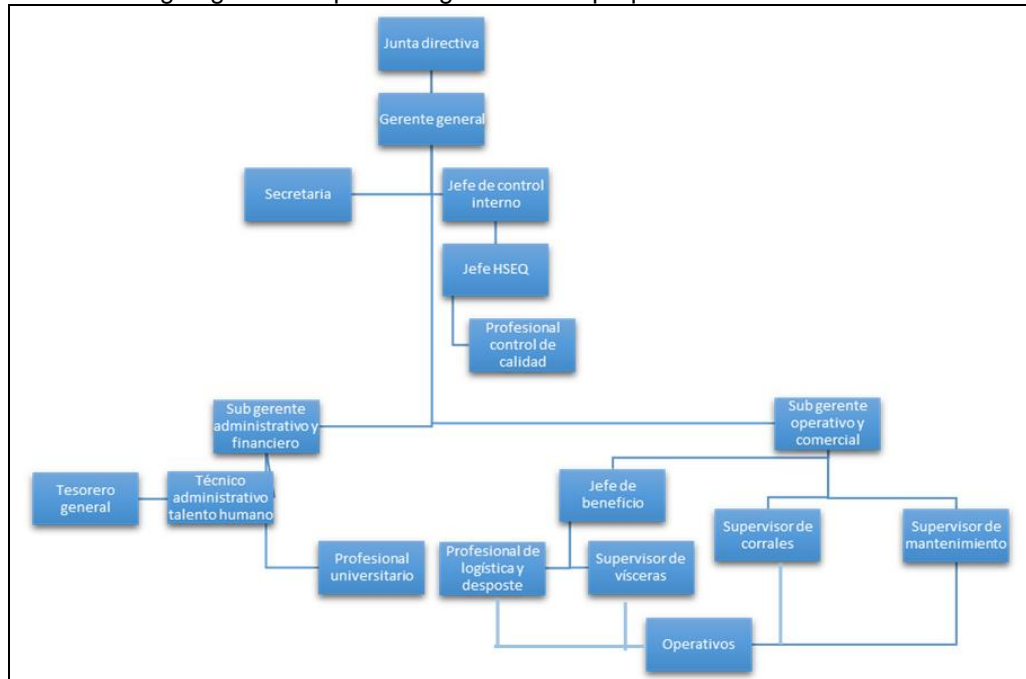 Junta directiva
Gerente general
Secretaria
Jefe de control
interno
Jefe HSEQ
Profesional
control de
calidad
Sub gerente
administrativo y
financiero
Sub gerente
operativo y
comercial
Tesorero
general
Técnico
administrativo
talento humano
Jefe de
beneficio
Supervisor de
corrales
Supervisor de
mantenimiento
Profesional
universitario
Profesional de
logística y
desposte
Supervisor de
vísceras
Operativos